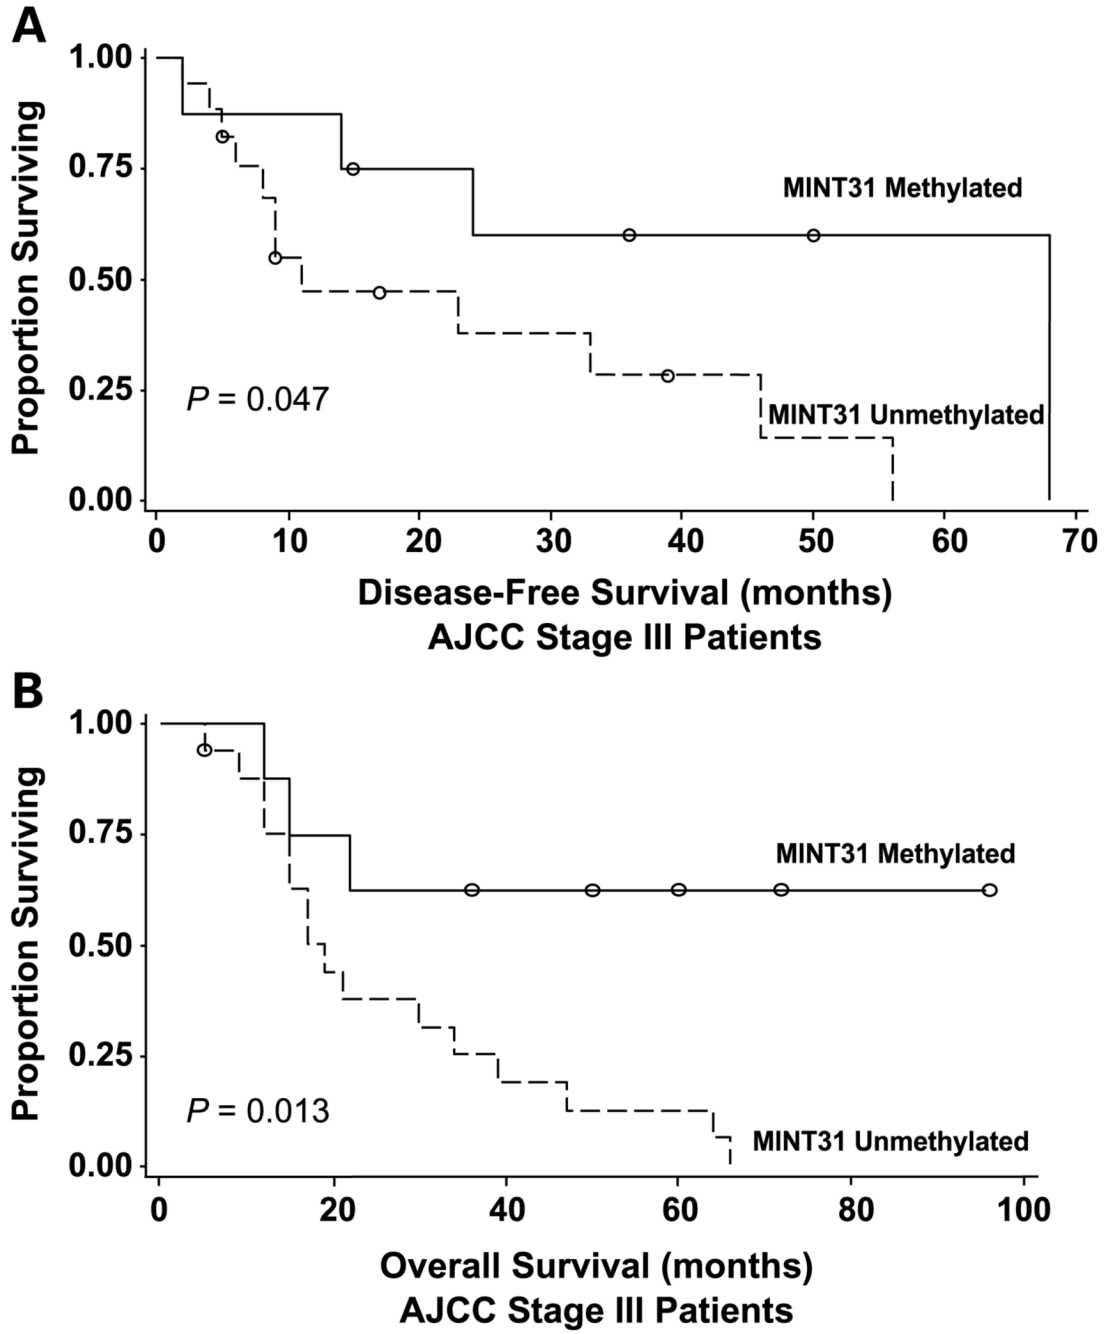 A
1.00
0.75
0.50
0.25
0.00
Proportion Surviving
MINT31 Methylated
P = 0.047
MINT31 Unmethylated
0 10 20 30 40 50 60 70
Disease-Free Survival (months)
AJCC Stage III Patients
B
1.00
0.75
0.50
0.25
0.00
Proportion Surviving
MINT31 Methylated
P = 0.013
MINT31 Unmethylated
0 20 40 60 80 100
Overall Survival (months)
AJCC Stage III Patients